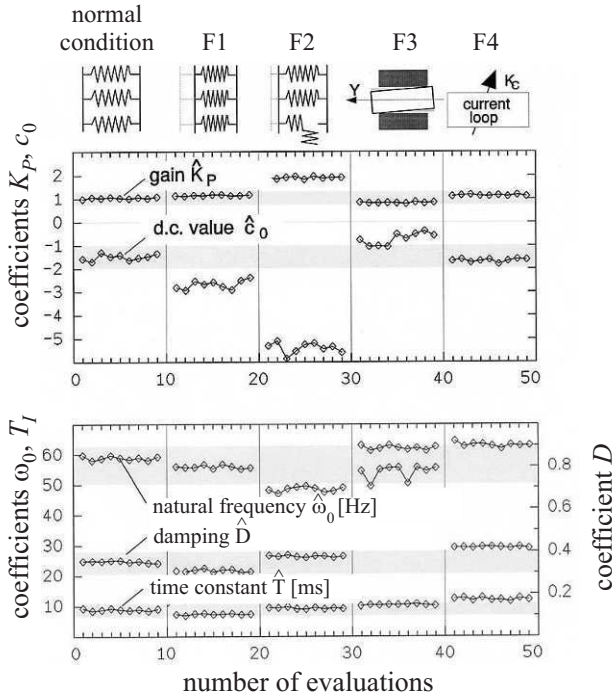 normal
condition
F1
F2
F3
F4
Y
K_C
current
loop
coefficients K_P, c_0
2
1
0
-1
-2
-3
-4
-5
gain K̂_P
d.c. value ĉ_0
0 10 20 30 40 50
coefficients ω_0, T_I
60
50
40
30
20
10
natural frequency ω̂_0 [Hz]
damping D̂
time constant T̂ [ms]
0.8
0.6
0.4
0.2
coefficient D
0 10 20 30 40 50
number of evaluations